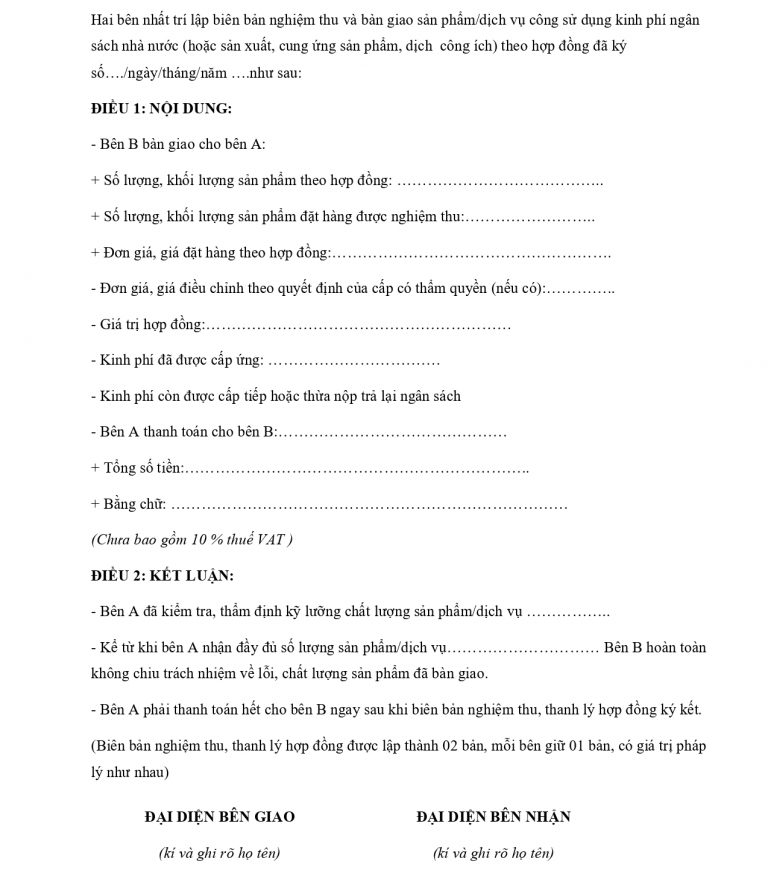 Hai bên nhất trí lập biên bản nghiệm thu và bàn giao sản phẩm/dịch vụ công sử dụng kinh phí ngân
sách nhà nước (hoặc sản xuất, cung ứng sản phẩm, dịch  công ích) theo hợp đồng đã ký
số…./ngày/tháng/năm ….như sau:
ĐIỀU 1: NỘI DUNG:
- Bên B bàn giao cho bên A:
+ Số lượng, khối lượng sản phẩm theo hợp đồng: …………………………………..
+ Số lượng, khối lượng sản phẩm đặt hàng được nghiệm thu:……………………..
+ Đơn giá, giá đặt hàng theo hợp đồng:……………………………………………….
- Đơn giá, giá điều chỉnh theo quyết định của cấp có thẩm quyền (nếu có):…………..
- Giá trị hợp đồng:……………………………………………………
- Kinh phí đã được cấp ứng: ……………………………
- Kinh phí còn được cấp tiếp hoặc thừa nộp trả lại ngân sách
- Bên A thanh toán cho bên B:………………………………………
+ Tổng số tiền:…………………………………………………………..
+ Bằng chữ: ……………………………………………………………………
(Chưa bao gồm 10 % thuế VAT )
ĐIỀU 2: KẾT LUẬN:
- Bên A đã kiểm tra, thẩm định kỹ lưỡng chất lượng sản phẩm/dịch vụ ……………..
- Kể từ khi bên A nhận đầy đủ số lượng sản phẩm/dịch vụ………………………… Bên B hoàn toàn
không chiu trách nhiệm về lỗi, chất lượng sản phẩm đã bàn giao.
- Bên A phải thanh toán hết cho bên B ngay sau khi biên bản nghiệm thu, thanh lý hợp đồng ký kết.
(Biên bản nghiệm thu, thanh lý hợp đồng được lập thành 02 bản, mỗi bên giữ 01 bản, có giá trị pháp
lý như nhau)
ĐẠI DIỆN BÊN GIAO ĐẠI DIỆN BÊN NHẬN
(kí và ghi rõ họ tên) (kí và ghi rõ họ tên)